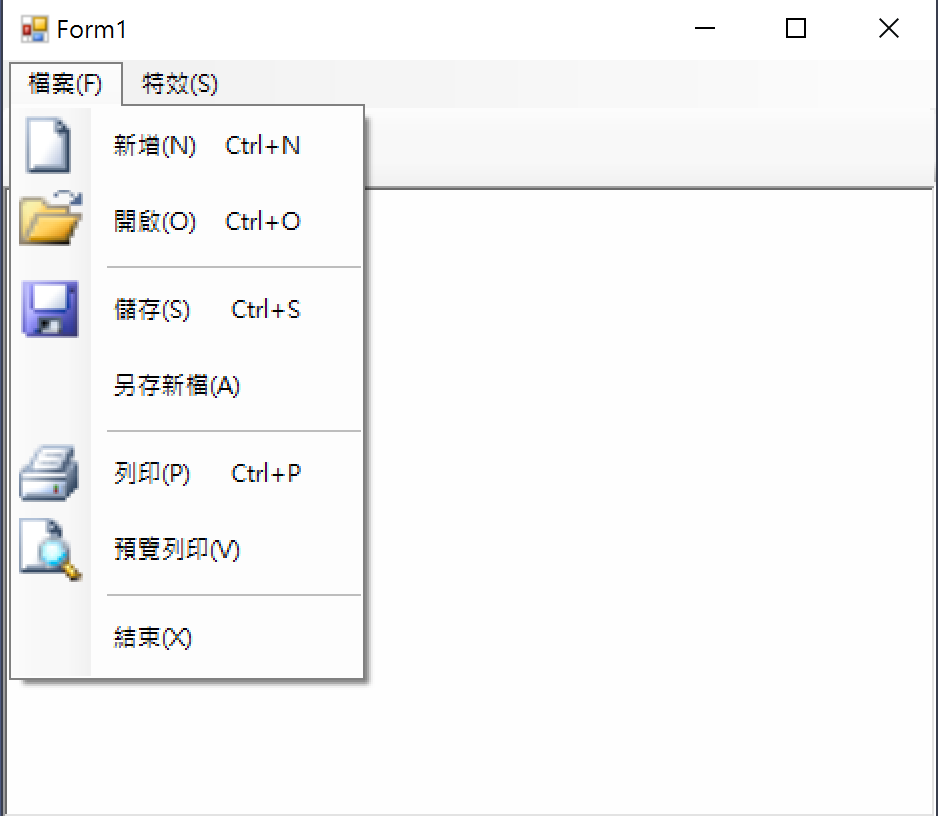 Form1
檔案(F) 特效(S)
新增(N) Ctrl+N
開啟(O) Ctrl+O
儲存(S) Ctrl+S
另存新檔(A)
列印(P) Ctrl+P
預覽列印(V)
結束(X)